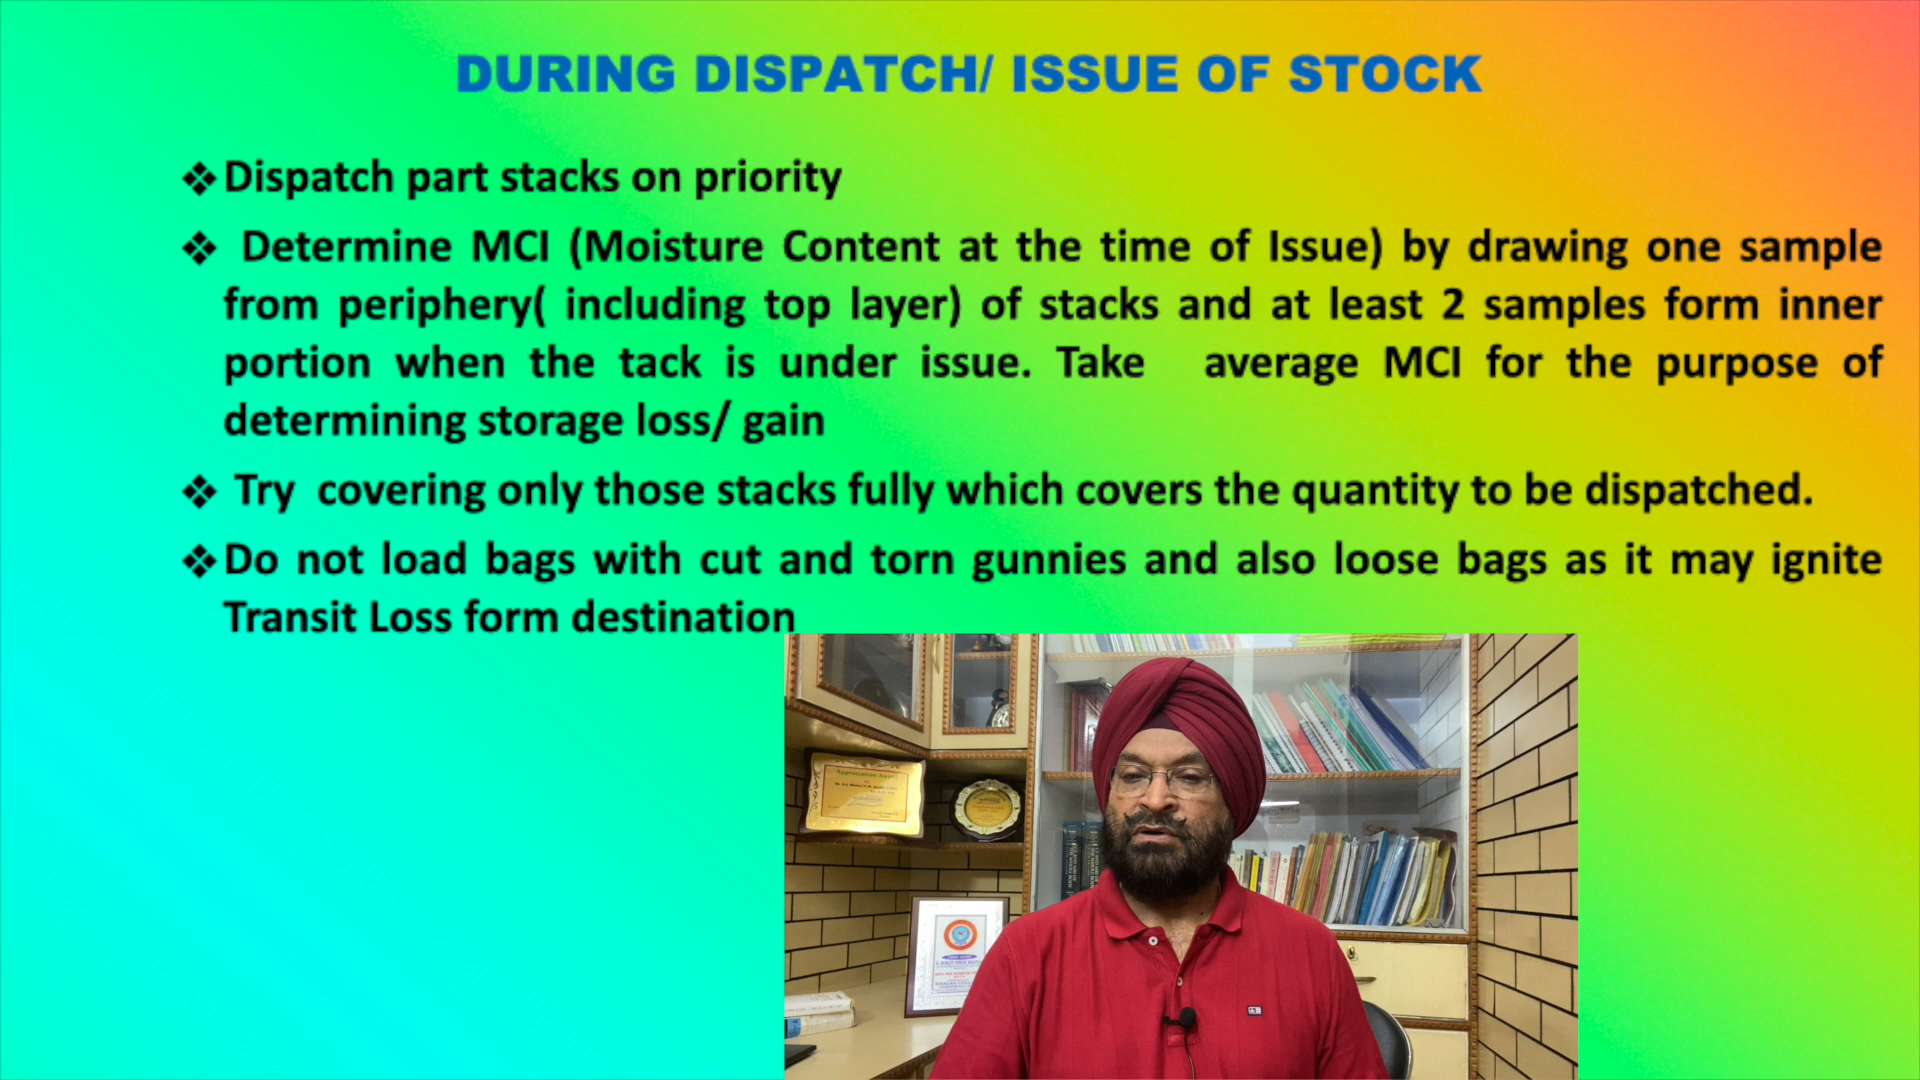 DURING DISPATCH/ ISSUE OF STOCK
❖ Dispatch part stacks on priority
❖ Determine MCI (Moisture Content at the time of Issue) by drawing one sample
from periphery( including top layer) of stacks and at least 2 samples form inner
portion when the tack is under issue. Take average MCI for the purpose of
determining storage loss/ gain
❖ Try covering only those stacks fully which covers the quantity to be dispatched.
❖ Do not load bags with cut and torn gunnies and also loose bags as it may ignite
Transit Loss form destination
Appreciation Award